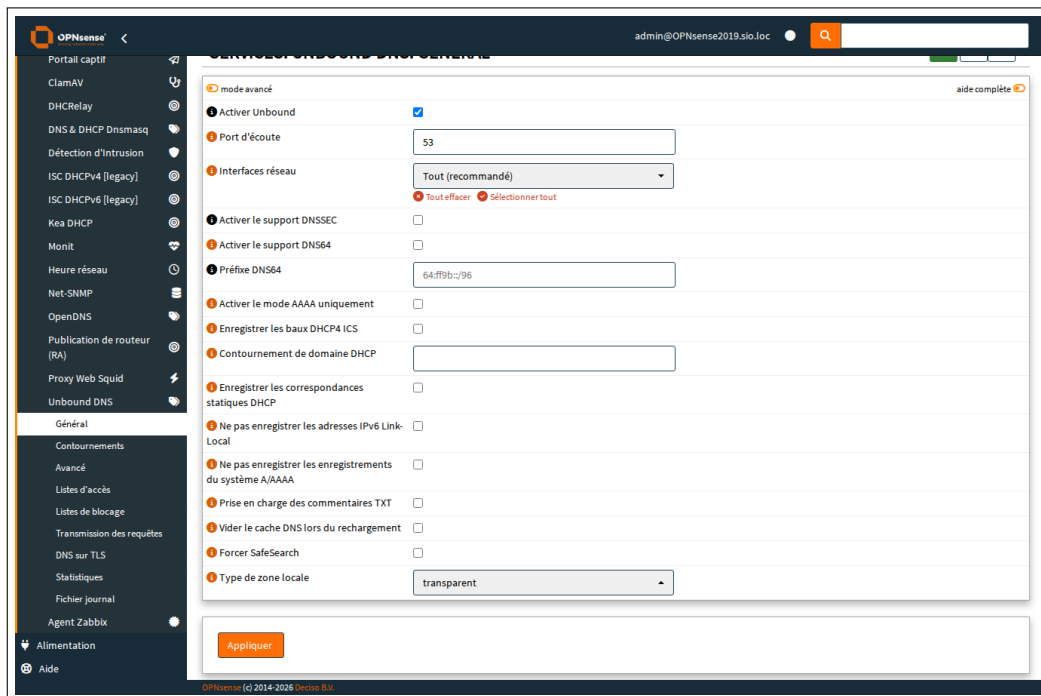 OPNsense
admin@OPNsense2019.sio.loc
SERVICES: UNBOUND DNS: GENERAL
Portail captif
ClamAV
DHCRelay
DNS & DHCP Dnsmasq
Détection d'Intrusion
ISC DHCPv4 [legacy]
ISC DHCPv6 [legacy]
Kea DHCP
Monit
Heure réseau
Net-SNMP
OpenDNS
Publication de routeur
(RA)
Proxy Web Squid
Unbound DNS
Général
Contournements
Avancé
Listes d'accès
Listes de blocage
Transmission des requêtes
DNS sur TLS
Statistiques
Fichier journal
Agent Zabbix
Alimentation
Aide
mode avancé
aide complète
Activer Unbound
Port d'écoute
53
Interfaces réseau
Tout (recommandé)
Tout effacer Sélectionner tout
Activer le support DNSSEC
Activer le support DNS64
Préfixe DNS64
64:ff9b::/96
Activer le mode AAAA uniquement
Enregistrer les baux DHCP4 ICS
Contournement de domaine DHCP
Enregistrer les correspondances
statiques DHCP
Ne pas enregistrer les adresses IPv6 Link-
Local
Ne pas enregistrer les enregistrements
du système A/AAAA
Prise en charge des commentaires TXT
Vider le cache DNS lors du rechargement
Forcer SafeSearch
Type de zone locale
transparent
Appliquer
OPNsense (c) 2014-2026 Deciso B.V.